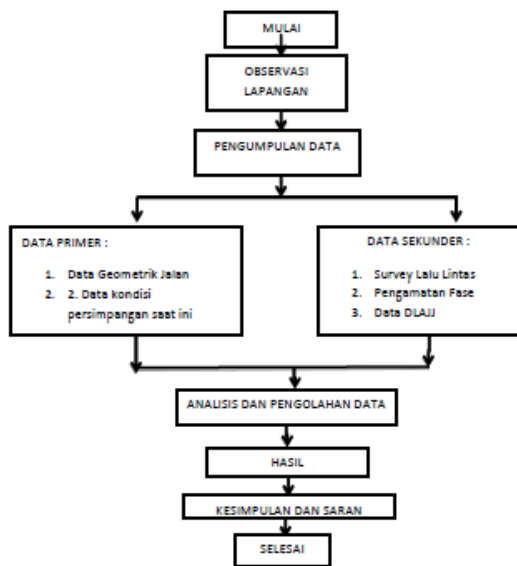 MULAI
OBSERVASI
LAPANGAN
PENGUMPULAN DATA
DATA PRIMER :
1. Data Geometrik Jalan
2. 2. Data kondisi
persimpangan saat ini
DATA SEKUNDER :
1. Survey Lalu Lintas
2. Pengamatan Fase
3. Data DLAJJ
ANALISIS DAN PENGOLAHAN DATA
HASIL
KESIMPULAN DAN SARAN
SELESAI